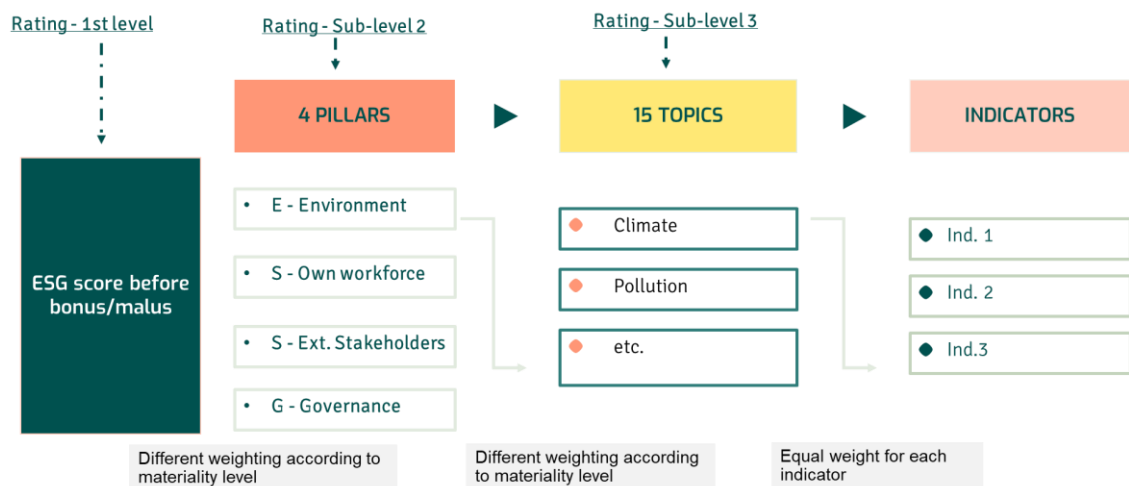 Rating - 1st level
Rating - Sub-level 2
Rating - Sub-level 3
4 PILLARS
15 TOPICS
INDICATORS
ESG score before
bonus/malus
• E - Environment
• S - Own workforce
• S - Ext. Stakeholders
• G - Governance
Climate
Pollution
etc.
Ind. 1
Ind. 2
Ind.3
Different weighting according to
materiality level
Different weighting according
to materiality level
Equal weight for each
indicator